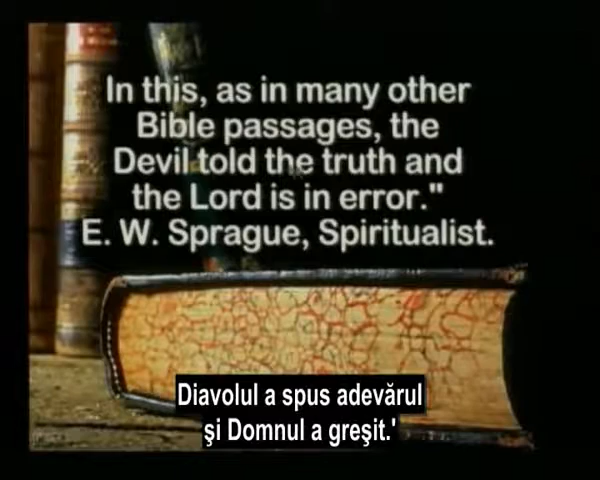 In this, as in many other
Bible passages, the
Devil told the truth and
the Lord is in error."
E. W. Sprague, Spiritualist.
Diavolul a spus adevărul
şi Domnul a greşit.'